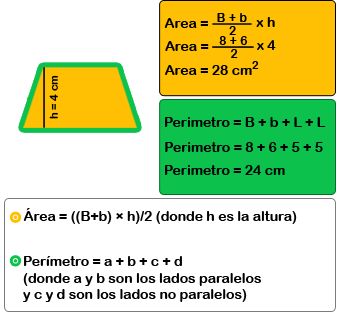 h = 4 cm
Area = B + b / 2 x h
Area = 8 + 6 / 2 x 4
Area = 28 cm²
Perimetro = B + b + L + L
Perimetro = 8 + 6 + 5 + 5
Perimetro = 24 cm
Área = ((B+b) × h)/2 (donde h es la altura)
Perímetro = a + b + c + d
(donde a y b son los lados paralelos
y c y d son los lados no paralelos)